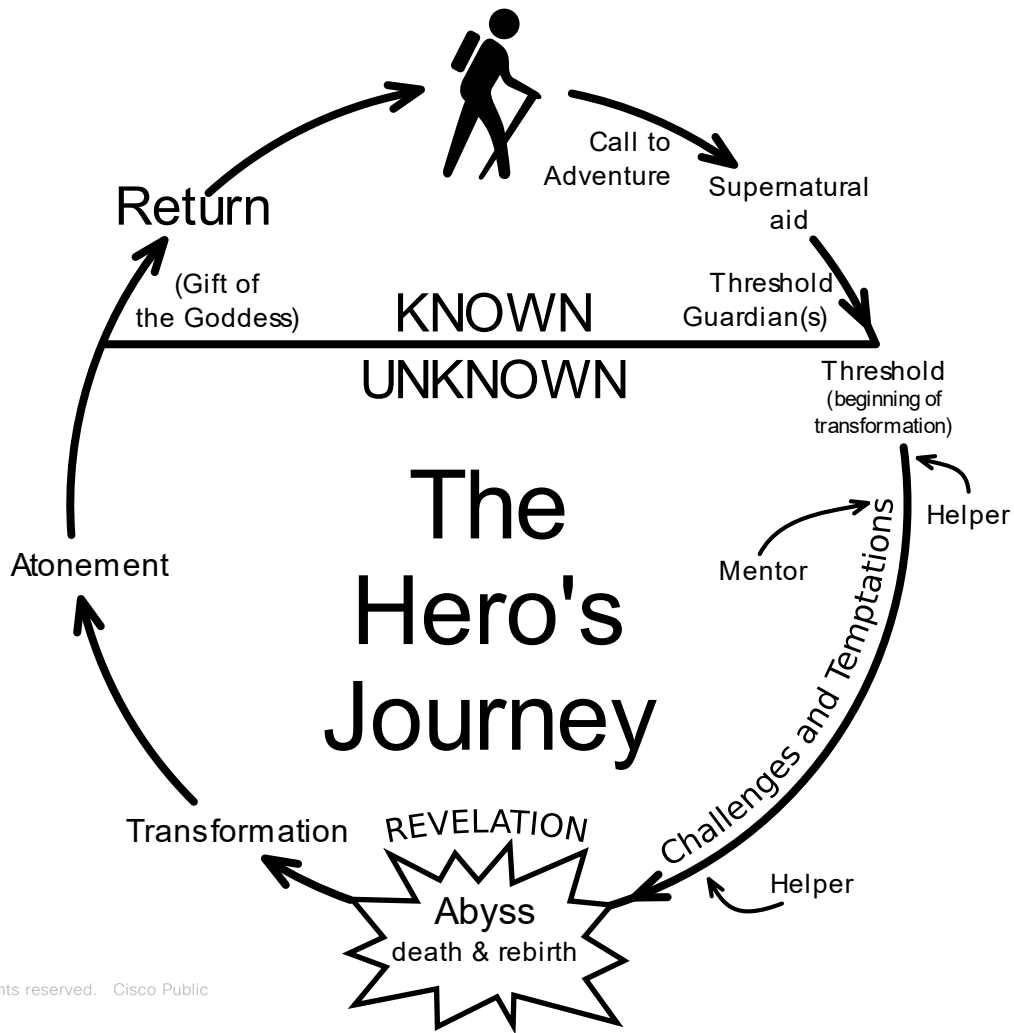 Call to
Adventure
Supernatural
aid
Return
(Gift of
the Goddess)
KNOWN
Threshold
Guardian(s)
UNKNOWN
Threshold
(beginning of
transformation)
The
Hero's
Journey
Helper
Mentor
Challenges and Temptations
Atonement
Transformation
REVELATION
Helper
Abyss
death & rebirth
reserved. Cisco Public